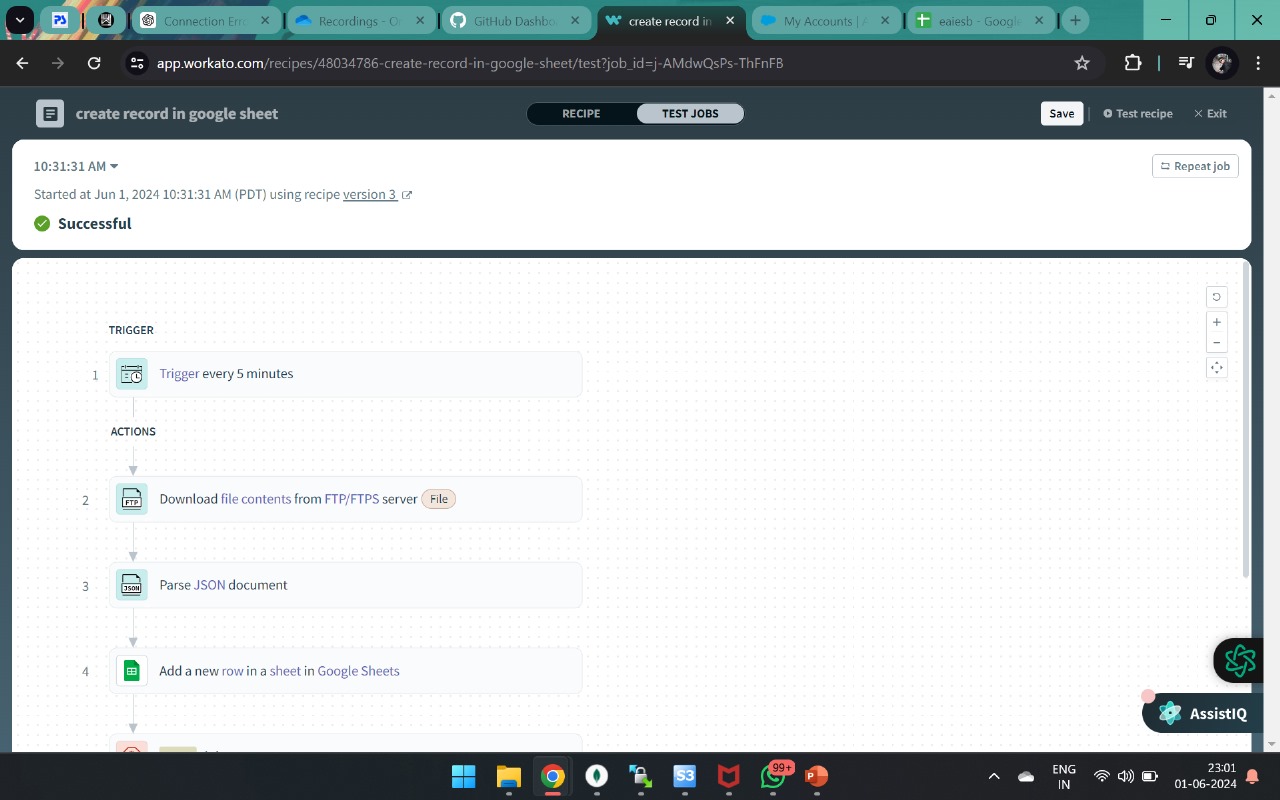 Connection Erro
Recordings - On
GitHub Dashbo
create record in
My Accounts | A
eaiesb - Google
app.workato.com/recipes/48034786-create-record-in-google-sheet/test?job_id=j-AMdwQsPs-ThFnFB
create record in google sheet
RECIPE
TEST JOBS
Save
Test recipe
Exit
10:31:31 AM
Repeat job
Started at Jun 1, 2024 10:31:31 AM (PDT) using recipe version 3
Successful
TRIGGER
1 Trigger every 5 minutes
ACTIONS
2 FTP Download file contents from FTP/FTPS server File
3 JSON Parse JSON document
4 Add a new row in a sheet in Google Sheets
AssistIQ
PS
S3
99+
ENG
IN
23:01
01-06-2024